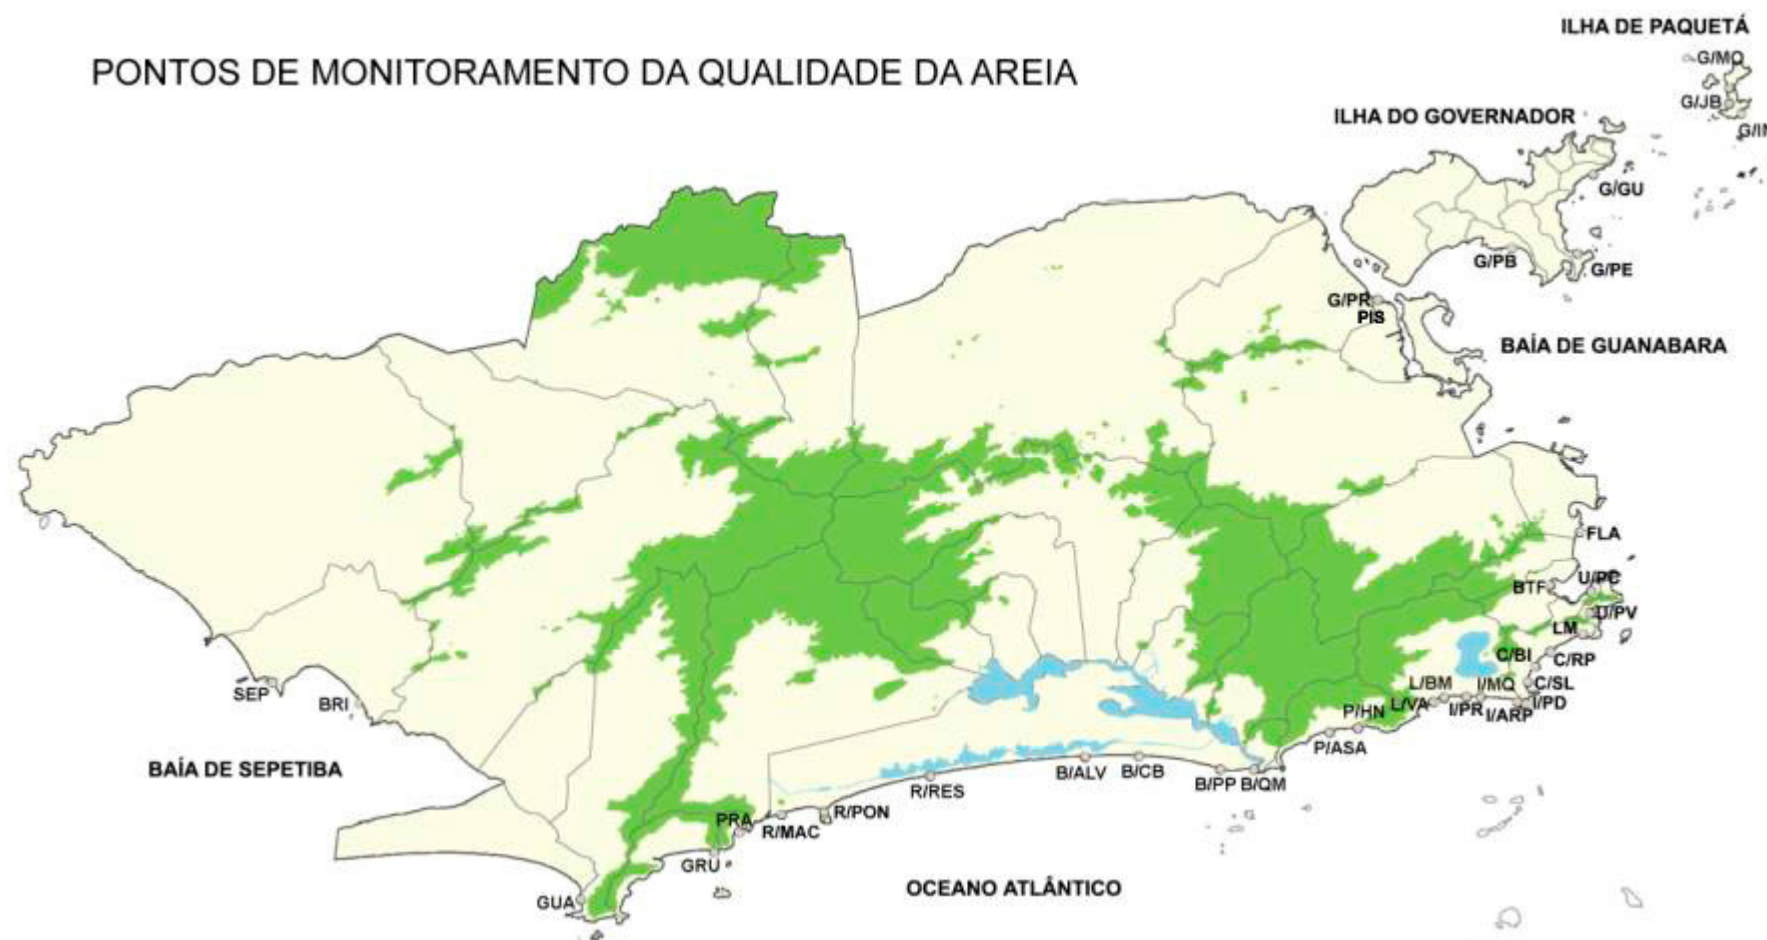 ILHA DE PAQUETÁ
G/MO
PONTOS DE MONITORAMENTO DA QUALIDADE DA AREIA
G/JB
ILHA DO GOVERNADOR
G/GU
G/PB
G/PE
G/PR
PIS
BAÍA DE GUANABARA
FLA
BTF
U/PV
LM
C/BI
C/RP
SEP
BRI
L/BM
I/MQ
C/SL
L/VA
I/PR
I/ARP
I/PD
P/HN
P/ASA
BAÍA DE SEPETIBA
B/ALV
B/CB
B/PP
B/QM
R/RES
R/PON
PRA
R/MAC
GRU
OCEANO ATLÂNTICO
GUA